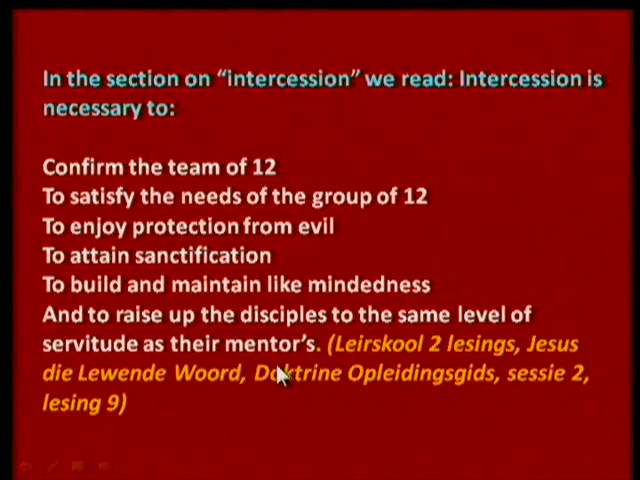 In the section on “intercession” we read: Intercession is
necessary to:
Confirm the team of 12
To satisfy the needs of the group of 12
To enjoy protection from evil
To attain sanctification
To build and maintain like mindedness
And to raise up the disciples to the same level of
servitude as their mentor’s. (Leirskool 2 lesings, Jesus
die Lewende Woord, Doktrine Opleidingsgids, sessie 2,
lesing 9)